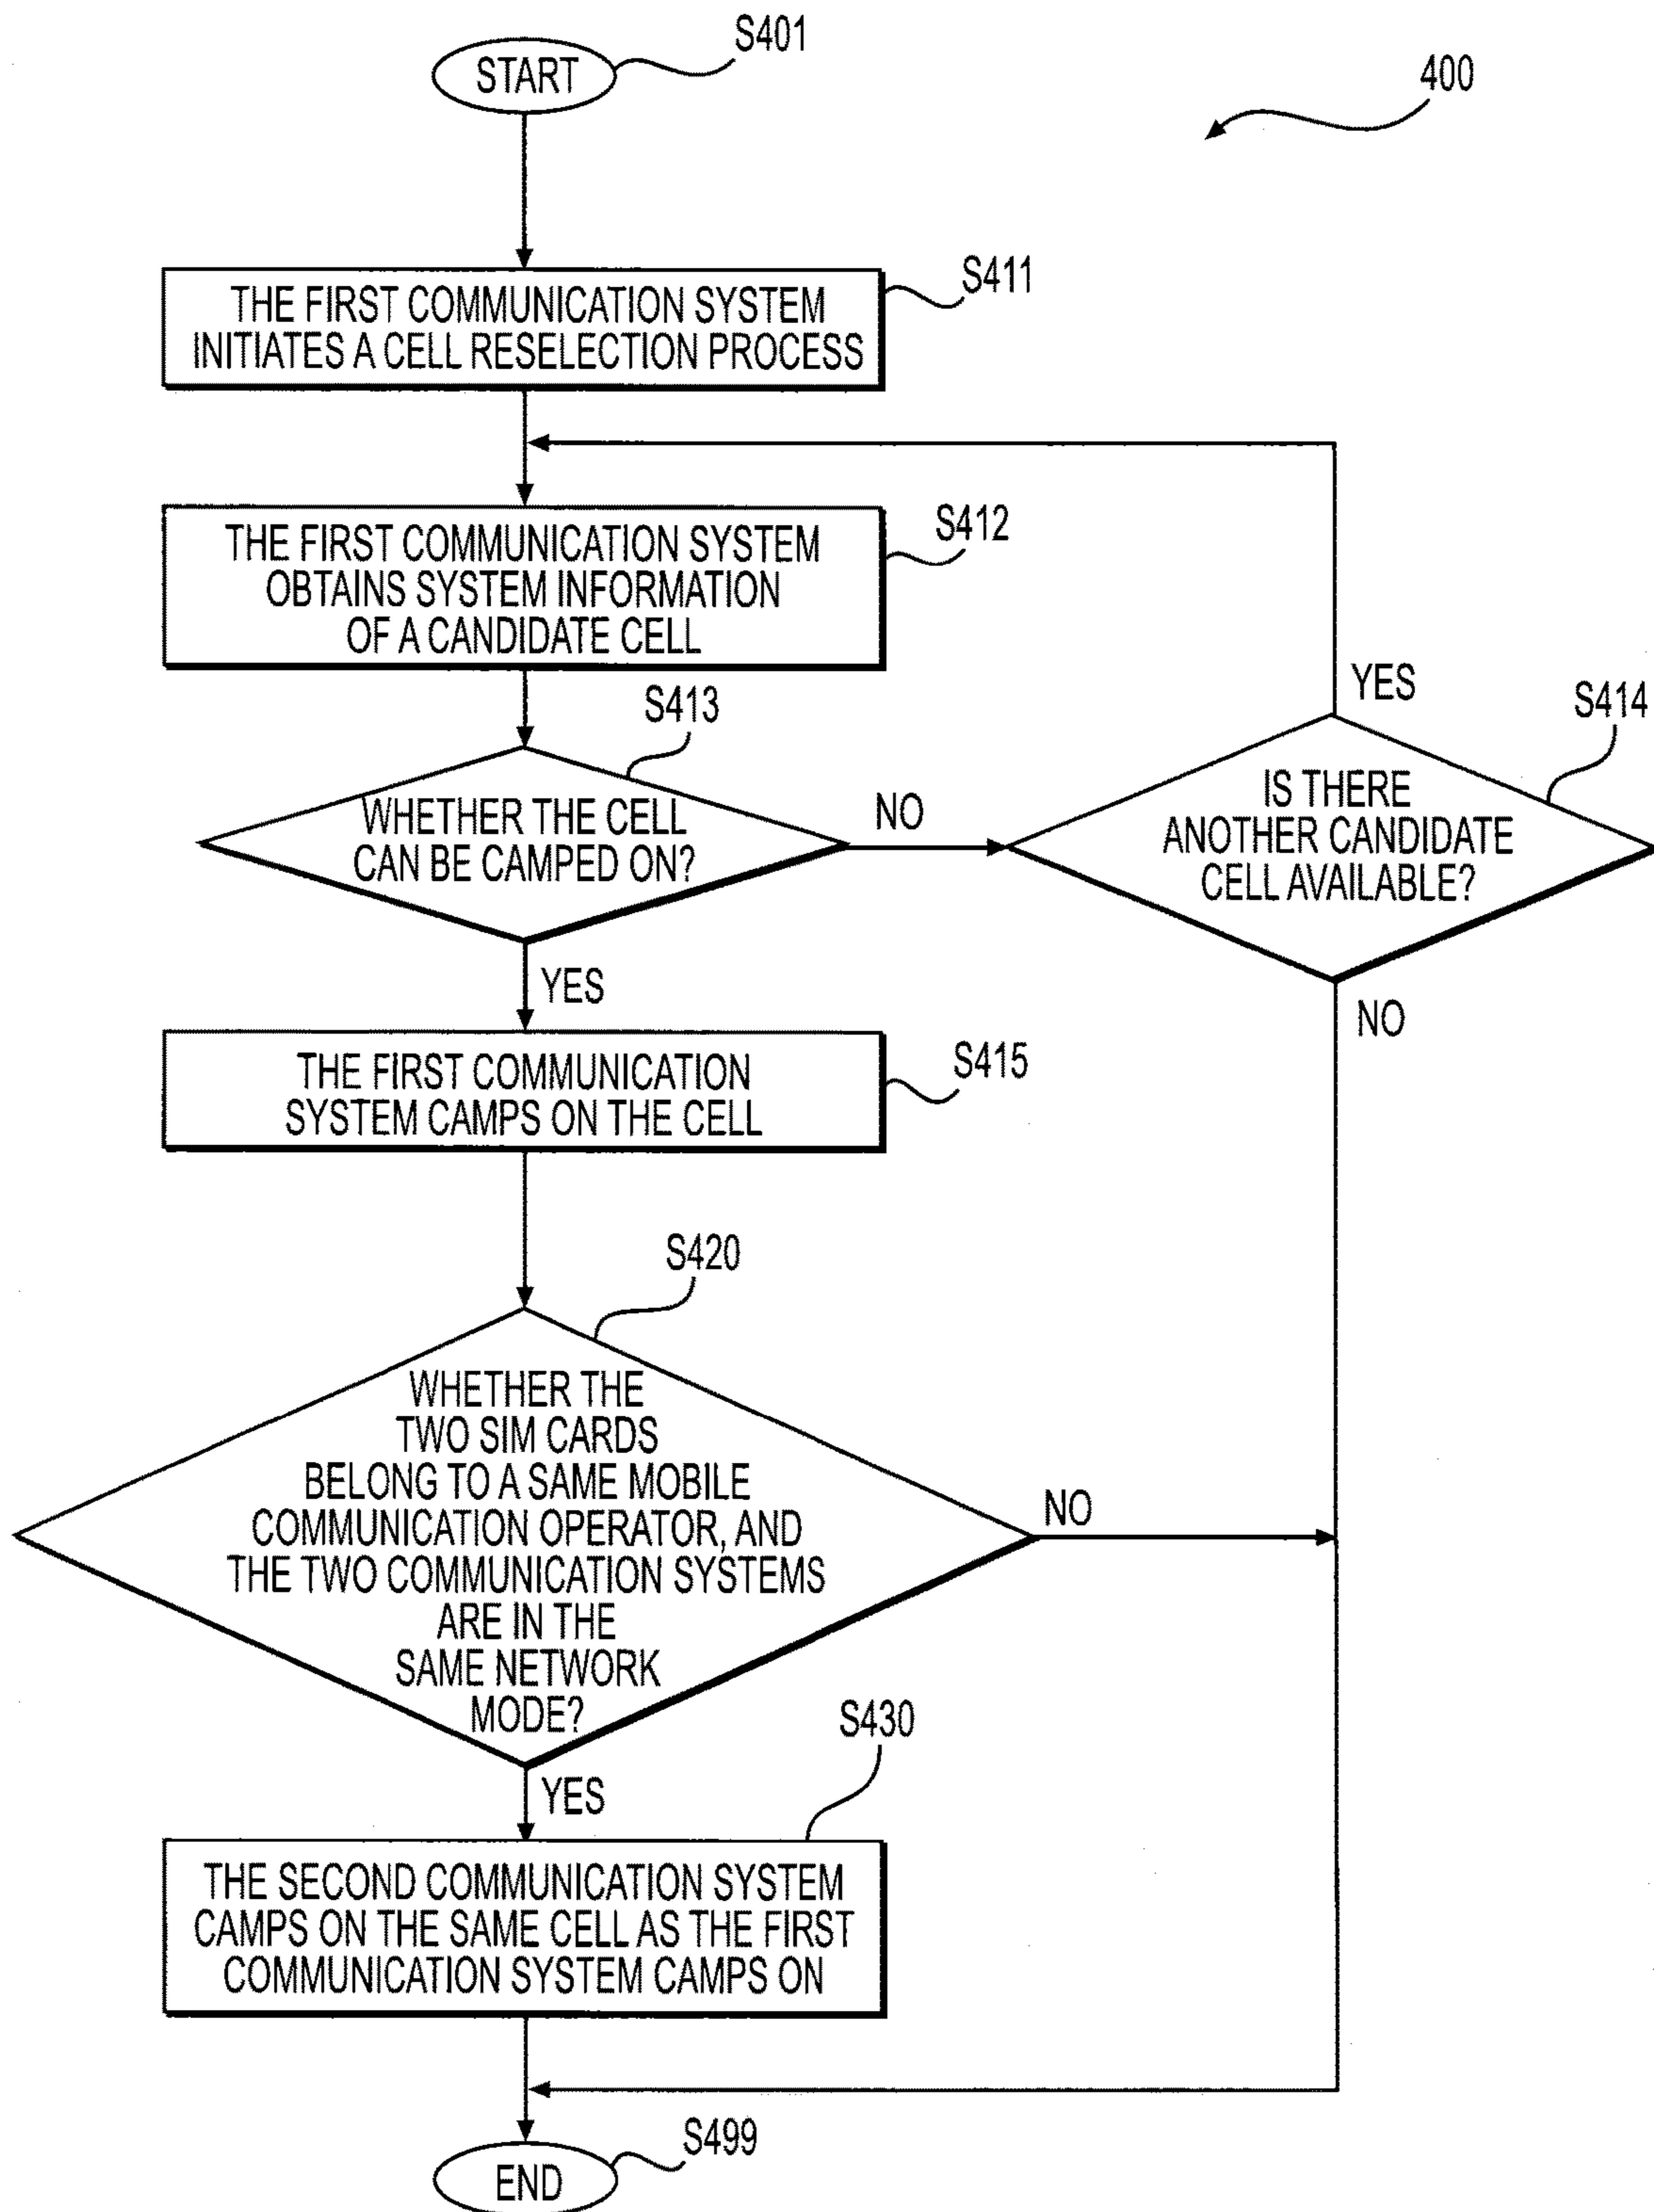 S401
START
400
S411
THE FIRST COMMUNICATION SYSTEM
INITIATES A CELL RESELECTION PROCESS
S412
THE FIRST COMMUNICATION SYSTEM
OBTAINS SYSTEM INFORMATION
OF A CANDIDATE CELL
S413
YES
S414
WHETHER THE CELL
CAN BE CAMPED ON?
NO
IS THERE
ANOTHER CANDIDATE
CELL AVAILABLE?
YES
NO
S415
THE FIRST COMMUNICATION
SYSTEM CAMPS ON THE CELL
S420
WHETHER THE
TWO SIM CARDS
BELONG TO A SAME MOBILE
COMMUNICATION OPERATOR, AND
THE TWO COMMUNICATION SYSTEMS
ARE IN THE
SAME NETWORK
MODE?
NO
S430
YES
THE SECOND COMMUNICATION SYSTEM
CAMPS ON THE SAME CELL AS THE FIRST
COMMUNICATION SYSTEM CAMPS ON
S499
END